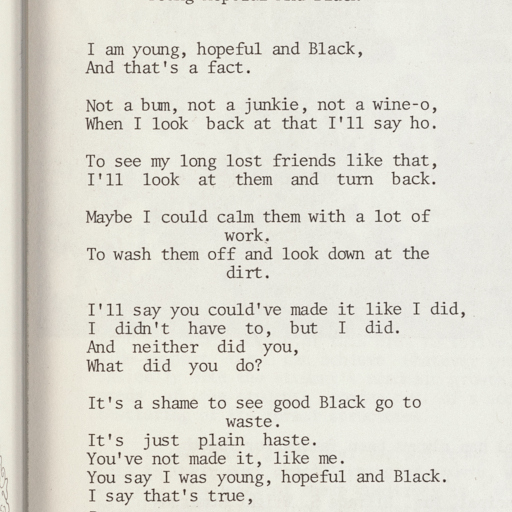 I am young, hopeful and Black,
And that's a fact.
Not a bum, not a junkie, not a wine-o,
When I look back at that I'll say ho.
To see my long lost friends like that,
I'll look at them and turn back.
Maybe I could calm them with a lot of
work.
To wash them off and look down at the
dirt.
I'll say you could've made it like I did,
I didn't have to, but I did.
And neither did you,
What did you do?
It's a shame to see good Black go to
waste.
It's just plain haste.
You've not made it, like me.
You say I was young, hopeful and Black.
I say that's true,